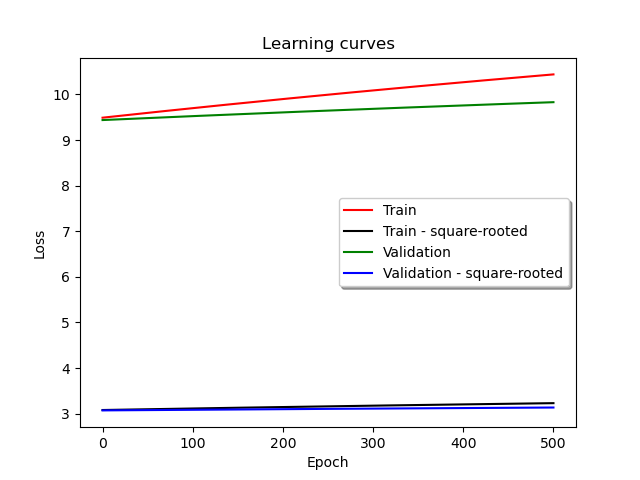 Learning curves
10
9
8
7
6
5
4
3
Loss
Train
Train - square-rooted
Validation
Validation - square-rooted
0 100 200 300 400 500
Epoch